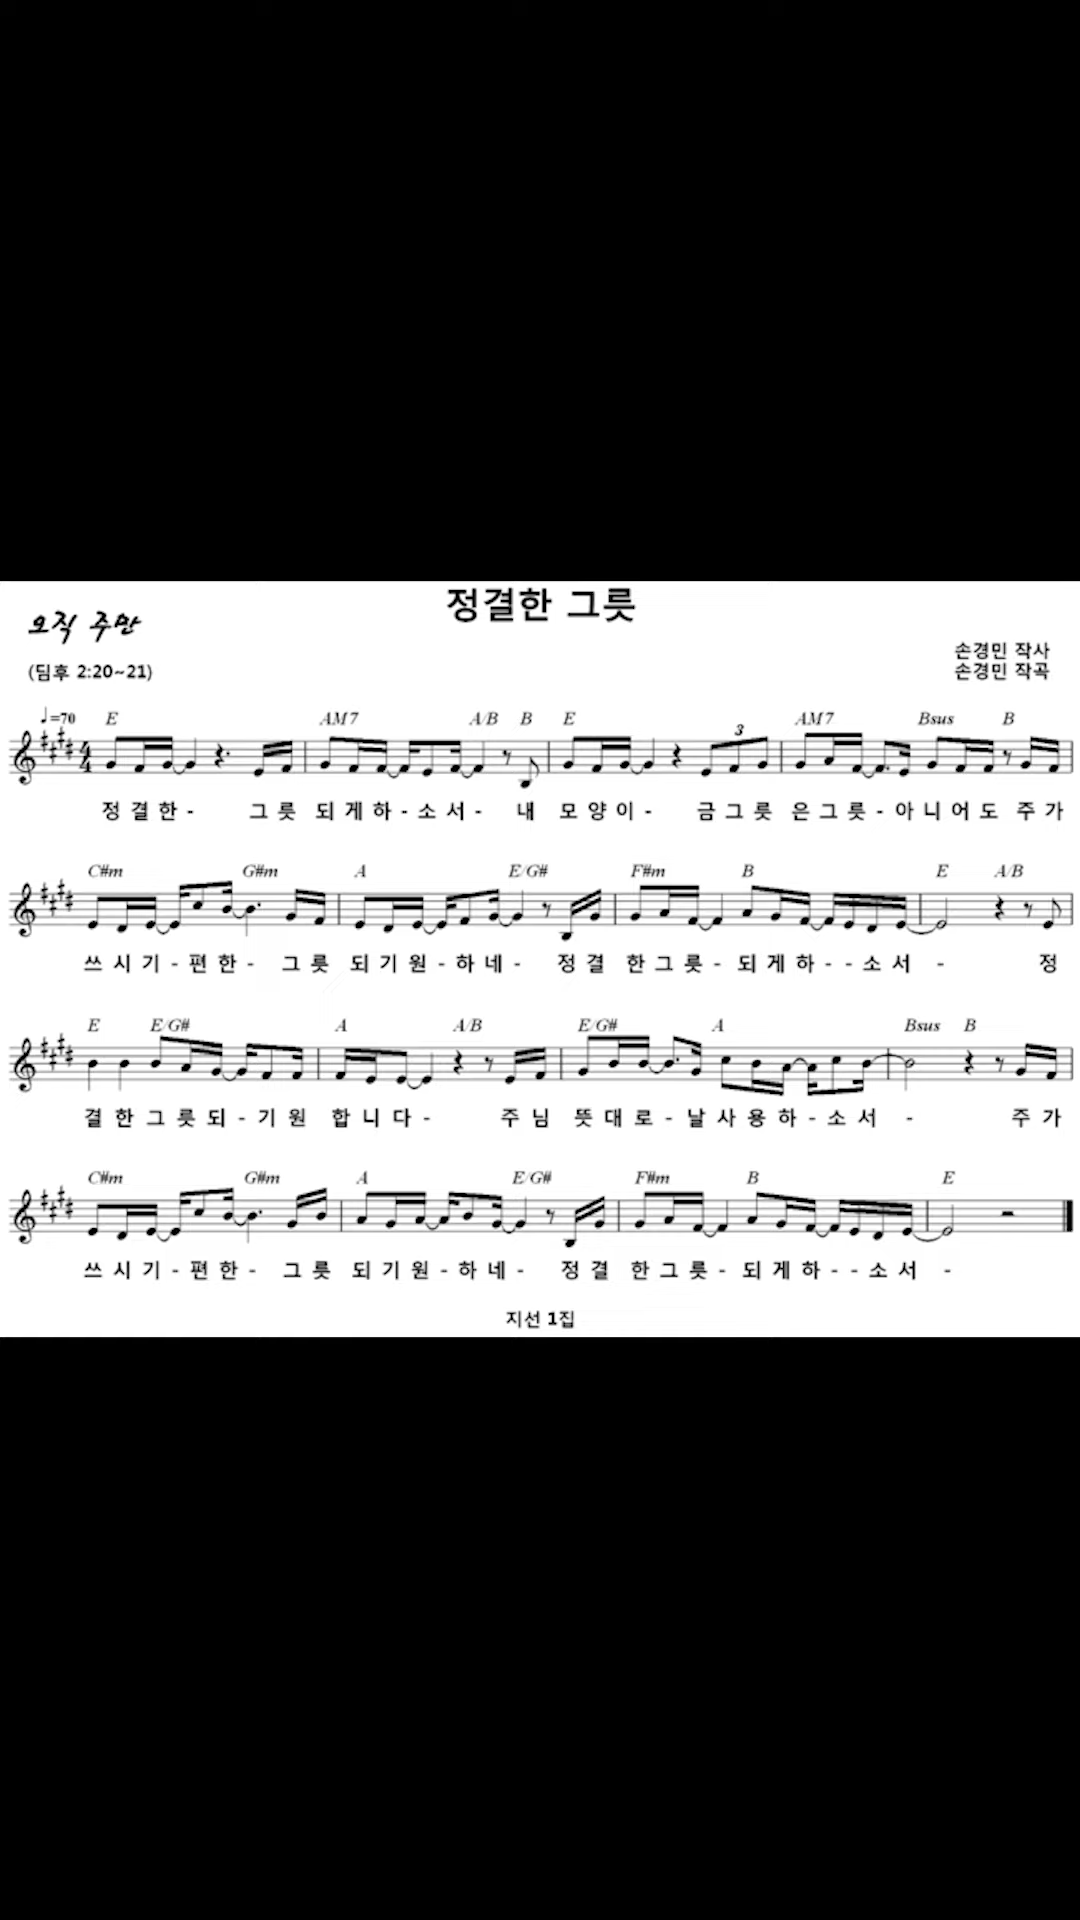 정결한 그릇
오직 주만
손경민 작사
(딤후 2:20~21)
손경민 작곡
♩=70 E AM7 A/B B E 3 AM7 Bsus B
정 결 한 - 그 릇 되 게 하 - 소 서 - 내 모 양 이 - 금 그 릇 은 그 릇 - 아 니 어 도 주 가
C#m G#m A E/G# F#m B E A/B
쓰 시 기 - 편 한 - 그 릇 되 기 원 - 하 네 - 정 결 한 그 릇 - 되 게 하 - - 소 서 - 정
E E/G# A A/B E/G# A Bsus B
결 한 그 릇 되 - 기 원 합 니 다 - 주 님 뜻 대 로 - 날 사 용 하 - 소 서 - 주 가
C#m G#m A E/G# F#m B E
쓰 시 기 - 편 한 - 그 릇 되 기 원 - 하 네 - 정 결 한 그 릇 - 되 게 하 - - 소 서 -
지선 1집